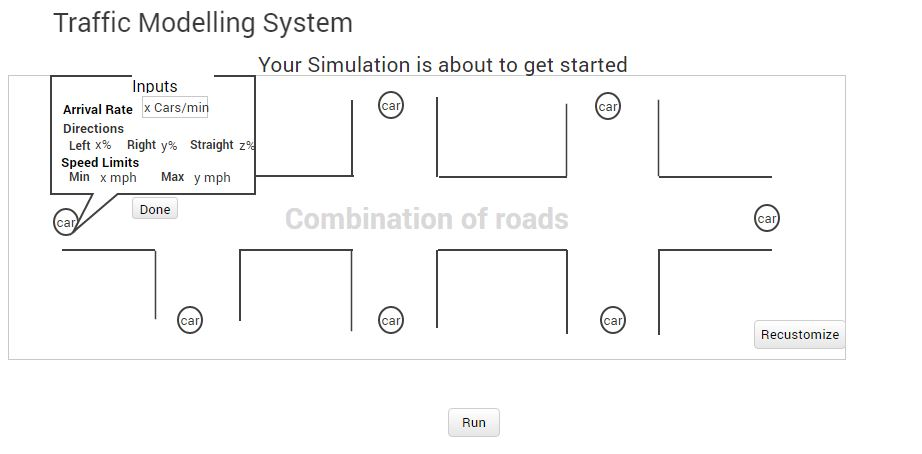 Traffic Modelling System
Your Simulation is about to get started
Inputs
Arrival Rate x Cars/min
Directions
Left x% Right y% Straight z%
Speed Limits
Min x mph Max y mph
Done
car
car
car
Combination of roads
car
car
car
car
Recustomize
Run